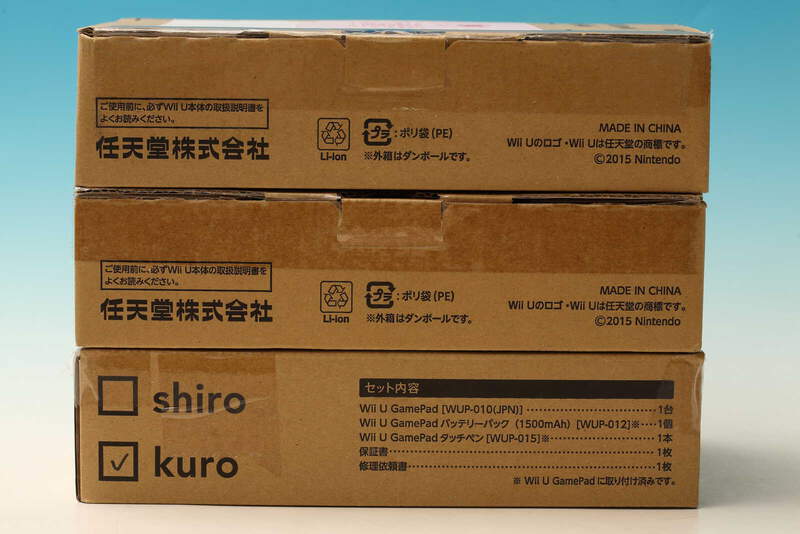 ご使用前に、必ずWii U本体の取扱説明書を
よくお読みください。
任天堂株式会社
Li-ion
プラ:ポリ袋(PE)
※外箱はダンボールです。
MADE IN CHINA
Wii Uのロゴ・Wii Uは任天堂の商標です。
©2015 Nintendo
ご使用前に、必ずWii U本体の取扱説明書を
よくお読みください。
任天堂株式会社
Li-ion
プラ:ポリ袋(PE)
※外箱はダンボールです。
MADE IN CHINA
Wii Uのロゴ・Wii Uは任天堂の商標です。
©2015 Nintendo
shiro
kuro
セット内容
Wii U GamePad [WUP-010(JPN)] ……………… 1台
Wii U GamePad バッテリーパック(1500mAh)[WUP-012]※… 1個
Wii U GamePad タッチペン [WUP-015]※ ……………… 1本
保証書 ……………… 1枚
修理依頼書 ……………… 1枚
※ Wii U GamePad に取り付け済みです。